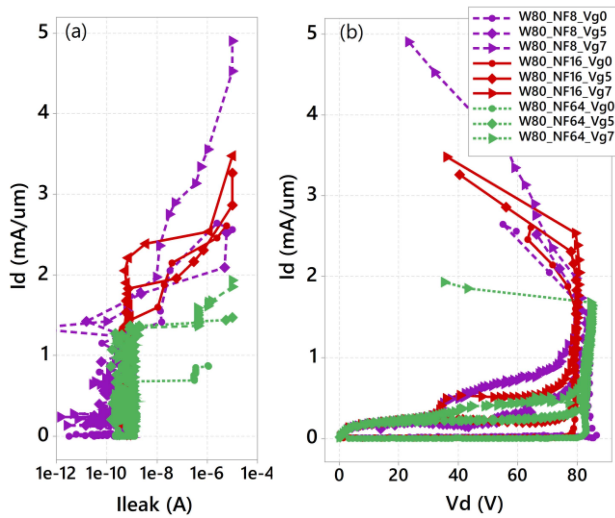 (a)
5
4
3
2
1
0
Id (mA/um)
1e-12 1e-10 1e-8 1e-6 1e-4
Ileak (A)
(b)
W80_NF8_Vg0
W80_NF8_Vg5
W80_NF8_Vg7
W80_NF16_Vg0
W80_NF16_Vg5
W80_NF16_Vg7
W80_NF64_Vg0
W80_NF64_Vg5
W80_NF64_Vg7
5
4
3
2
1
0
Id (mA/um)
0 20 40 60 80
Vd (V)